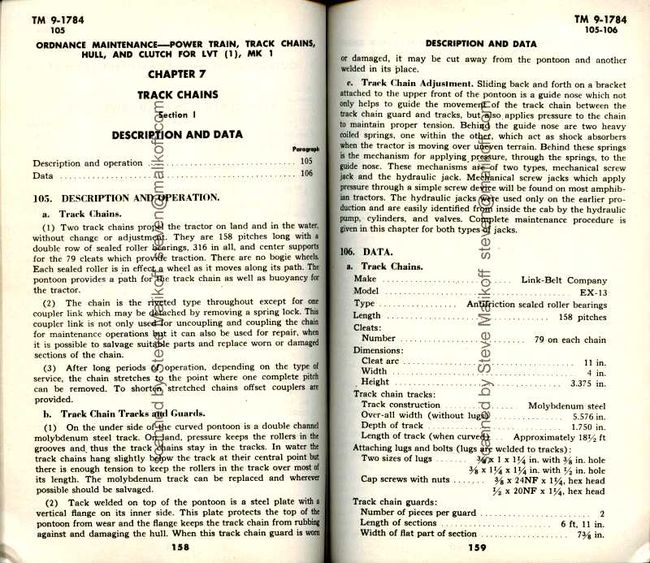 TM 9-1784
105
ORDNANCE MAINTENANCE—POWER TRAIN, TRACK CHAINS,
HULL, AND CLUTCH FOR LVT (1), MK 1
CHAPTER 7
TRACK CHAINS
Section I
DESCRIPTION AND DATA
Paragraph
Description and operation . . . . . . . . . . . . . . . . . . . . . . . 105
Data . . . . . . . . . . . . . . . . . . . . . . . . . . . . . . . . . . . . 106
105. DESCRIPTION AND OPERATION.
a. Track Chains.
(1) Two track chains propel the tractor on land and in the water,
without change or adjustment. They are 158 pitches long with a
double row of sealed roller bearings, 316 in all, and center supports
for the 79 cleats which provide traction. There are no bogie wheels.
Each sealed roller is in effect a wheel as it moves along its path. The
pontoon provides a path for the track chain as well as buoyancy for
the tractor.
(2) The chain is the riveted type throughout except for one
coupler link which may be detached by removing a spring lock. This
coupler link is not only used for uncoupling and coupling the chain
for maintenance operations but it can also be used for repair, when
it is possible to salvage suitable parts and replace worn or damaged
sections of the chain.
(3) After long periods of operation, depending on the type of
service, the chain stretches to the point where one complete pitch
can be removed. To shorten stretched chains offset couplers are
provided.
b. Track Chain Tracks and Guards.
(1) On the under side of the curved pontoon is a double channel
molybdenum steel track. On land, pressure keeps the rollers in the
grooves and thus the track chains stay in the tracks. In water the
track chains hang slightly below the track at their central point but
there is enough tension to keep the rollers in the track over most of
its length. The molybdenum track can be replaced and wherever
possible should be salvaged.
(2) Tack welded on top of the pontoon is a steel plate with a
vertical flange on its inner side. This plate protects the top of the
pontoon from wear and the flange keeps the track chain from rubbing
against and damaging the hull. When this track chain guard is worn
158
scanned by Steve Malikoff steven@malikoff.com
TM 9-1784
105-106
DESCRIPTION AND DATA
or damaged, it may be cut away from the pontoon and another
welded in its place.
c. Track Chain Adjustment. Sliding back and forth on a bracket
attached to the upper front of the pontoon is a guide nose which not
only helps to guide the movement of the track chain between the
track chain guard and tracks, but also applies pressure to the chain
to maintain proper tension. Behind the guide nose are two heavy
coiled springs, one within the other, which act as shock absorbers
when the tractor is moving over uneven terrain. Behind these springs
is the mechanism for applying pressure, through the springs, to the
guide nose. These mechanisms are of two types, mechanical screw
jack and the hydraulic jack. Mechanical screw jacks which apply
pressure through a simple screw device will be found on most amphib-
ian tractors. The hydraulic jacks were used only on the earlier pro-
duction and are easily identified from inside the cab by the hydraulic
pump, cylinders, and valves. Complete maintenance procedure is
given in this chapter for both types of jacks.
106. DATA.
a. Track Chains.
Make . . . . . . . . . . . . . . . . . . . . . Link-Belt Company
Model . . . . . . . . . . . . . . . . . . . . . . . . . . . . . EX-13
Type . . . . . . . . . . . . . Antifriction sealed roller bearings
Length . . . . . . . . . . . . . . . . . . . . . . . . . 158 pitches
Cleats:
Number . . . . . . . . . . . . . . . . . . . . . 79 on each chain
Dimensions:
Cleat arc . . . . . . . . . . . . . . . . . . . . . . . . . . . 11 in.
Width . . . . . . . . . . . . . . . . . . . . . . . . . . . . . . . 4 in.
Height . . . . . . . . . . . . . . . . . . . . . . . . . . . 3.375 in.
Track chain tracks:
Track construction . . . . . . . . . . . . . Molybdenum steel
Over-all width (without lugs) . . . . . . . . . . . . . 5.576 in.
Depth of track . . . . . . . . . . . . . . . . . . . . . . 1.750 in.
Length of track (when curved) . . Approximately 18½ ft
Attaching lugs and bolts (lugs are welded to tracks):
Two sizes of lugs . . . . . . . ⅜ x 1 x 1¼ in. with ⅜ in. hole
⅜ x 1¼ x 1¼ in. with ½ in. hole
Cap screws with nuts . . . . . ⅜ x 24NF x 1¼, hex head
½ x 20NF x 1¼, hex head
Track chain guards:
Number of pieces per guard . . . . . . . . . . . . . . . . . . 2
Length of sections . . . . . . . . . . . . . . . . . . . 6 ft, 11 in.
Width of flat part of section . . . . . . . . . . . . . . . 7⅜ in.
159
scanned by Steve Malikoff steven@malikoff.com